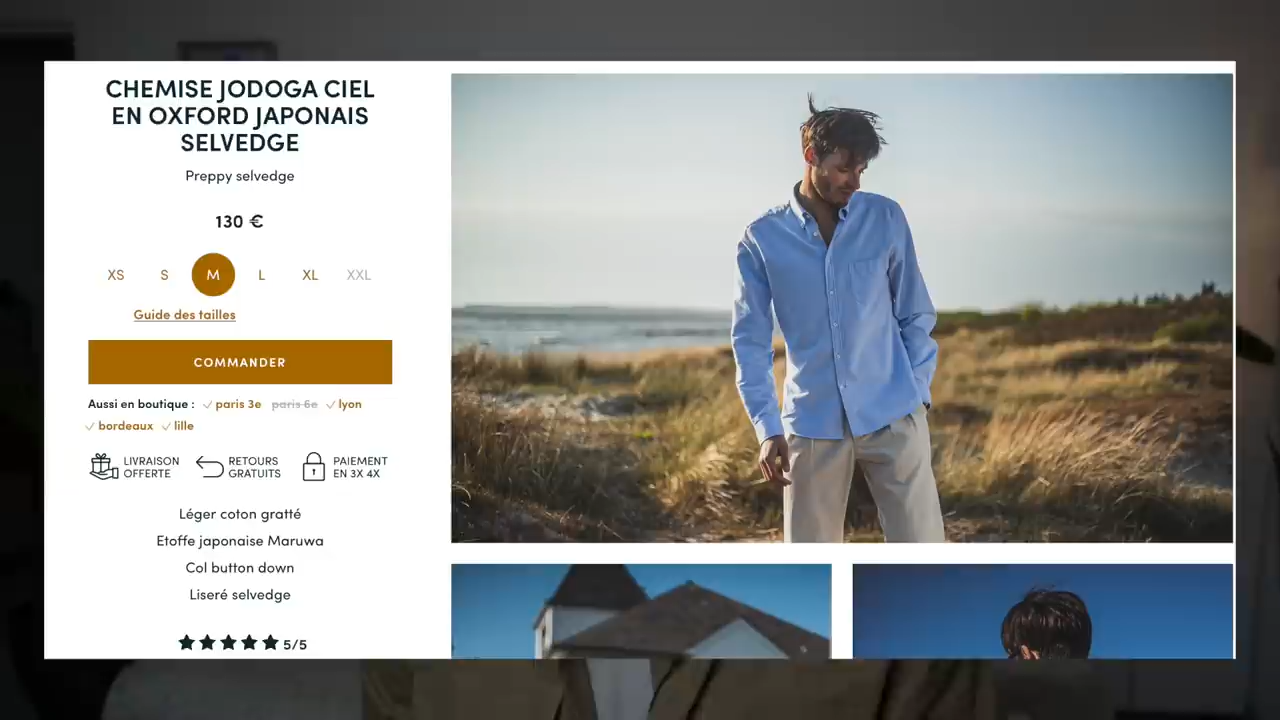 CHEMISE JODOGA CIEL
EN OXFORD JAPONAIS
SELVEDGE
Preppy selvedge
130 €
XS S M L XL XXL
Guide des tailles
COMMANDER
Aussi en boutique : ✓ paris 3e paris 6e ✓ lyon
✓ bordeaux ✓ lille
LIVRAISON
OFFERTE
RETOURS
GRATUITS
PAIEMENT
EN 3X 4X
Léger coton gratté
Etoffe japonaise Maruwa
Col button down
Liseré selvedge
★★★★★ 5/5